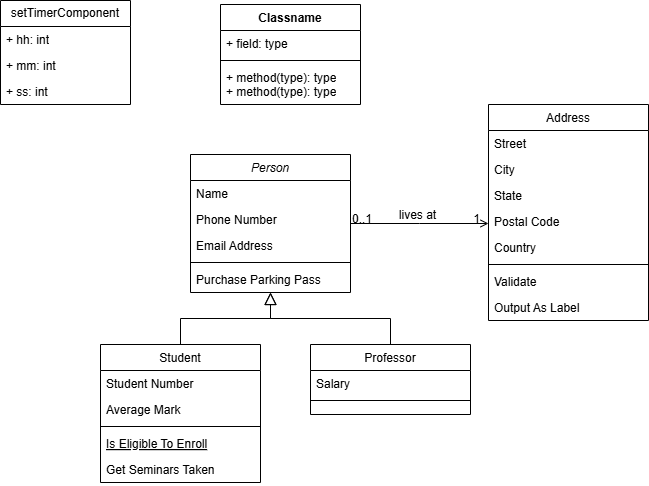 setTimerComponent
+ hh: int
+ mm: int
+ ss: int
Classname
+ field: type
+ method(type): type
+ method(type): type
Address
Street
City
State
Postal Code
Country
Validate
Output As Label
Person
Name
Phone Number
Email Address
Purchase Parking Pass
0..1
lives at
1
Student
Student Number
Average Mark
Is Eligible To Enroll
Get Seminars Taken
Professor
Salary